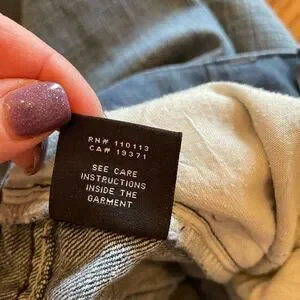 RN# 110113
CA# 19371
SEE CARE
INSTRUCTIONS
INSIDE THE
GARMENT